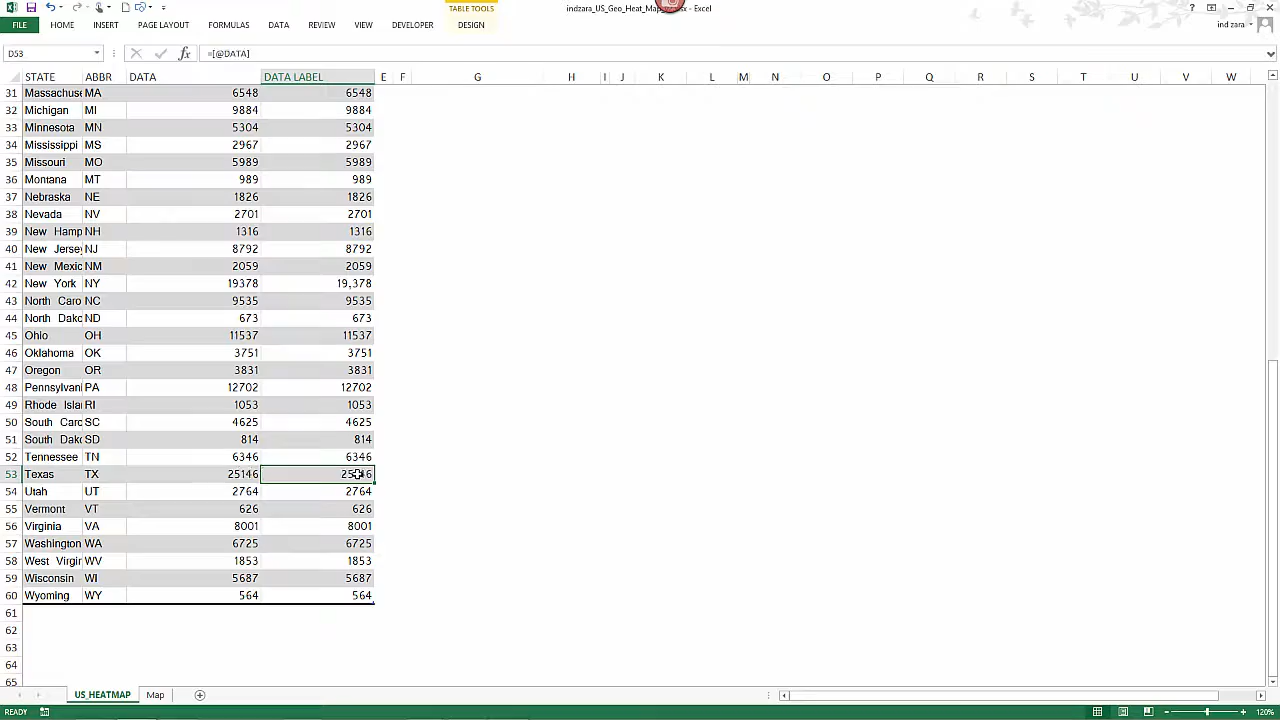 indzara_US_Geo_Heat_Map.xlsx - Excel
TABLE TOOLS
FILE HOME INSERT PAGE LAYOUT FORMULAS DATA REVIEW VIEW DEVELOPER DESIGN
ind zara
D53 fx =[@DATA]
STATE ABBR DATA DATA LABEL E F G H I J K L M N O P Q R S T U V W
31 Massachuse MA 6548 6548
32 Michigan MI 9884 9884
33 Minnesota MN 5304 5304
34 Mississippi MS 2967 2967
35 Missouri MO 5989 5989
36 Montana MT 989 989
37 Nebraska NE 1826 1826
38 Nevada NV 2701 2701
39 New Hamp NH 1316 1316
40 New Jersey NJ 8792 8792
41 New Mexic NM 2059 2059
42 New York NY 19378 19,378
43 North Caro NC 9535 9535
44 North Dako ND 673 673
45 Ohio OH 11537 11537
46 Oklahoma OK 3751 3751
47 Oregon OR 3831 3831
48 Pennsylvani PA 12702 12702
49 Rhode Islar RI 1053 1053
50 South Caro SC 4625 4625
51 South Dako SD 814 814
52 Tennessee TN 6346 6346
53 Texas TX 25146 25146
54 Utah UT 2764 2764
55 Vermont VT 626 626
56 Virginia VA 8001 8001
57 Washington WA 6725 6725
58 West Virgir WV 1853 1853
59 Wisconsin WI 5687 5687
60 Wyoming WY 564 564
61
62
63
64
65
US_HEATMAP Map
READY 120%